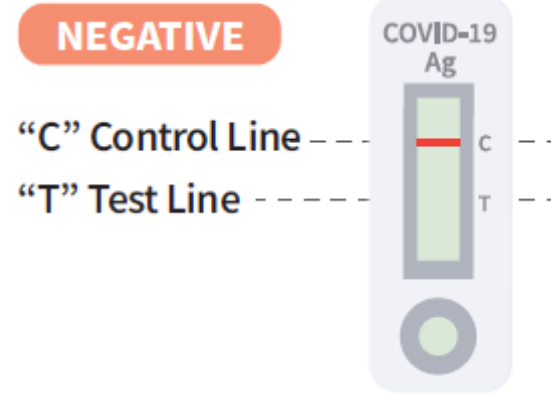 NEGATIVE
COVID-19
Ag
“C” Control Line
C
“T” Test Line
T